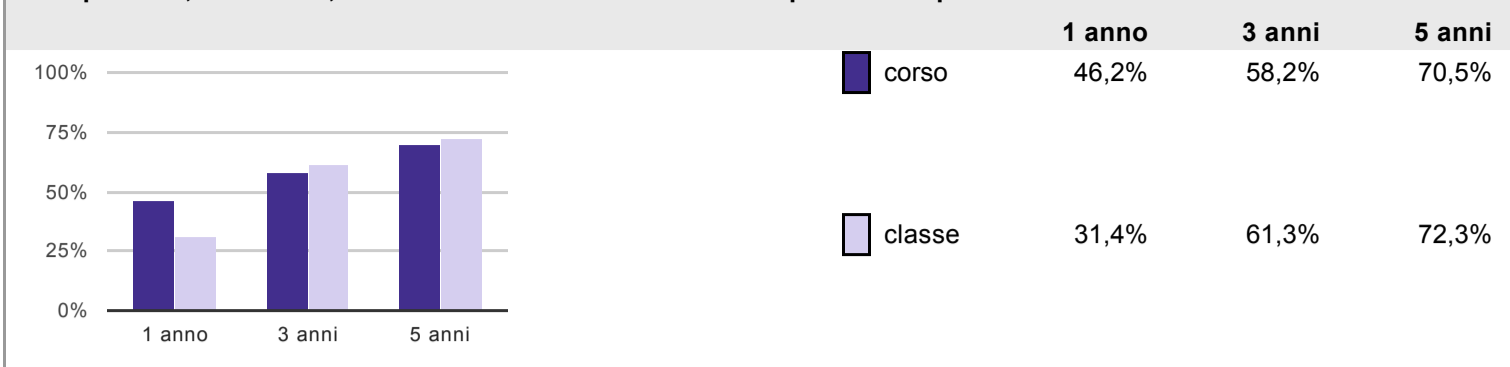 1 anno 3 anni 5 anni
100%
75%
50%
25%
0%
1 anno 3 anni 5 anni
corso 46,2% 58,2% 70,5%
classe 31,4% 61,3% 72,3%